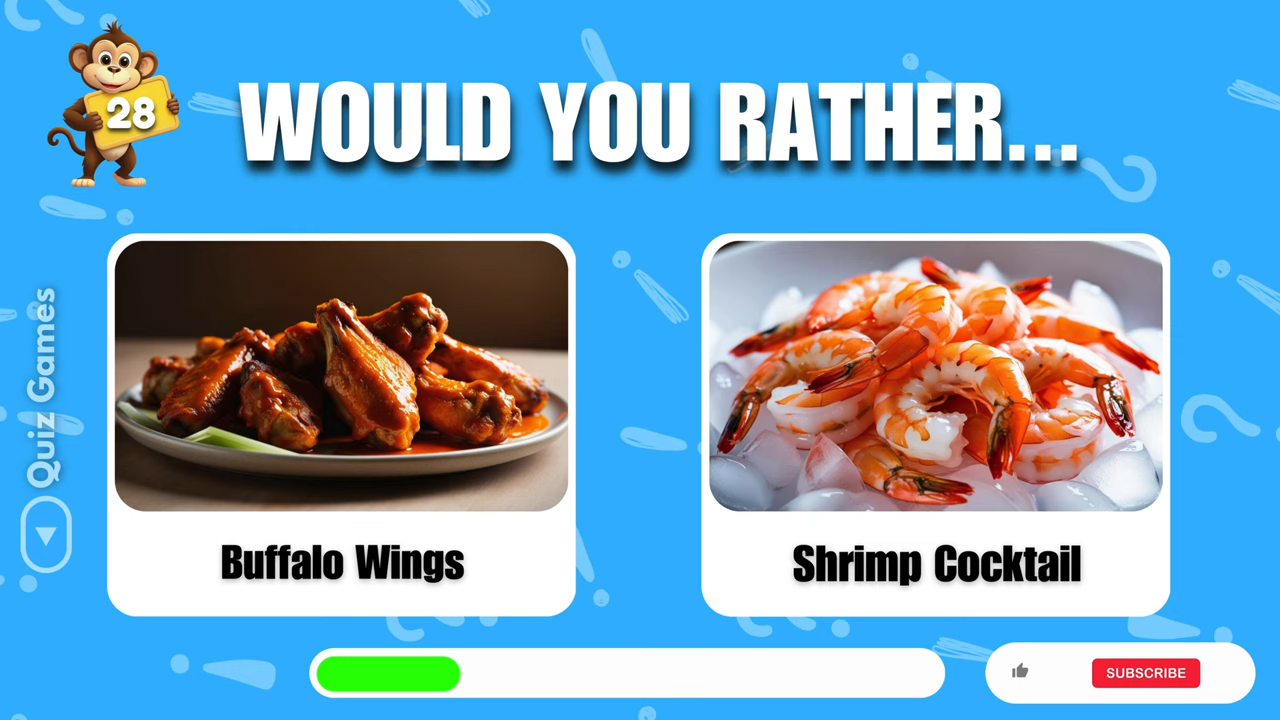 28
WOULD YOU RATHER...
Quiz Games
Buffalo Wings
Shrimp Cocktail
SUBSCRIBE